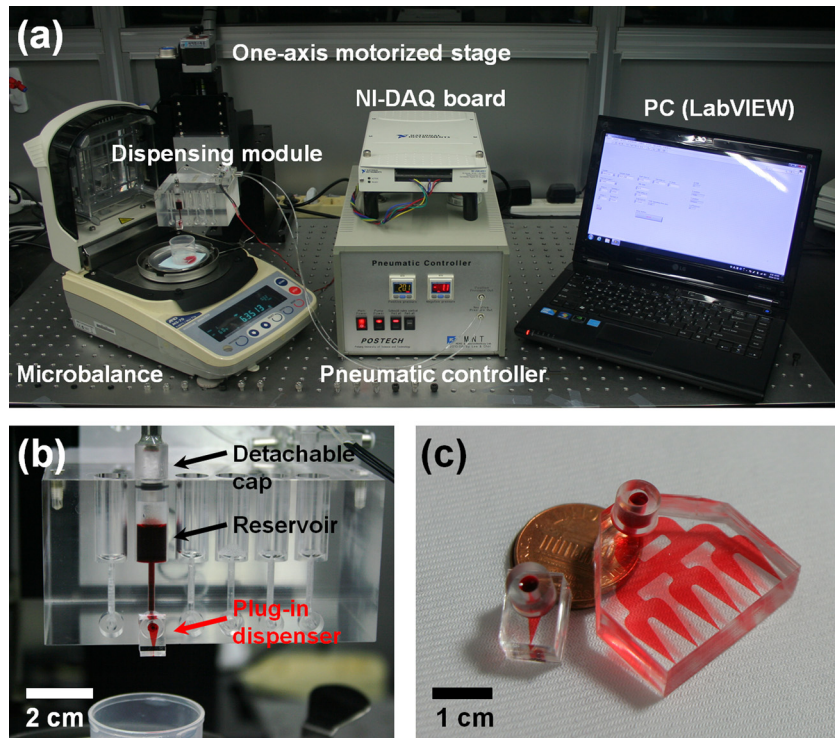 (a)
One-axis motorized stage
NI-DAQ board
PC (LabVIEW)
Dispensing module
Pneumatic Controller
POSTECH
Microbalance
Pneumatic controller
(b)
Detachable
cap
Reservoir
Plug-in
dispenser
2 cm
(c)
1 cm